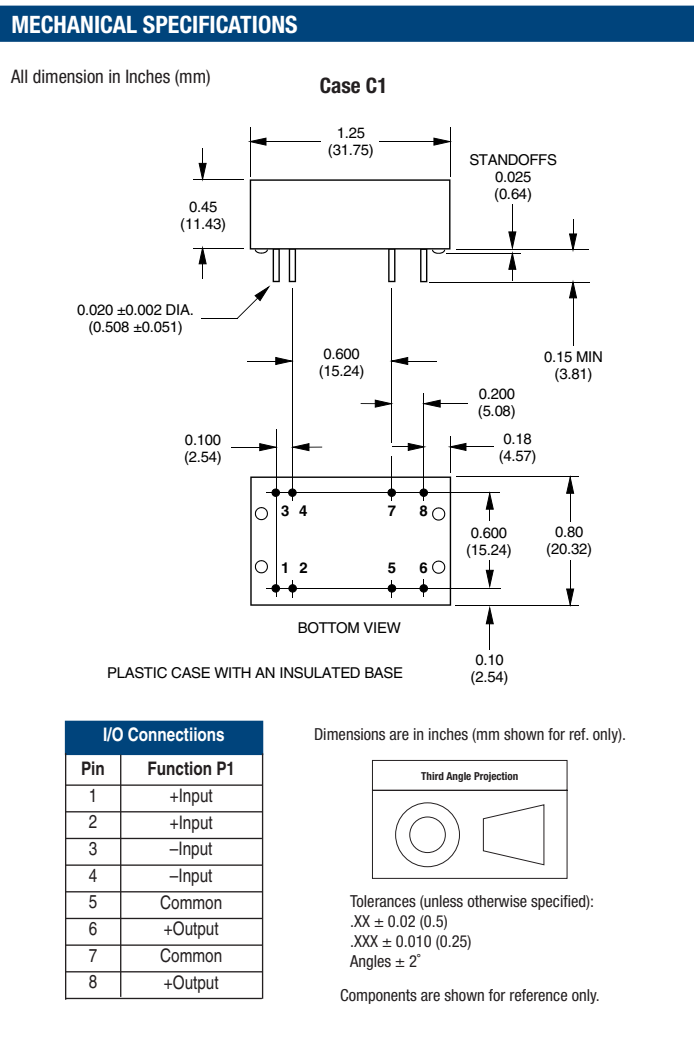 MECHANICAL SPECIFICATIONS
All dimension in Inches (mm)
Case C1
1.25
(31.75)
STANDOFFS
0.025
(0.64)
0.45
(11.43)
0.020 ±0.002 DIA.
(0.508 ±0.051)
0.600
(15.24)
0.15 MIN
(3.81)
0.200
(5.08)
0.100
(2.54)
0.18
(4.57)
3 4 7 8
0.600
(15.24)
0.80
(20.32)
1 2 5 6
BOTTOM VIEW
0.10
(2.54)
PLASTIC CASE WITH AN INSULATED BASE
I/O Connectiions
Pin Function P1
1 +Input
2 +Input
3 –Input
4 –Input
5 Common
6 +Output
7 Common
8 +Output
Dimensions are in inches (mm shown for ref. only).
Third Angle Projection
Tolerances (unless otherwise specified):
.XX ± 0.02 (0.5)
.XXX ± 0.010 (0.25)
Angles ± 2˚
Components are shown for reference only.